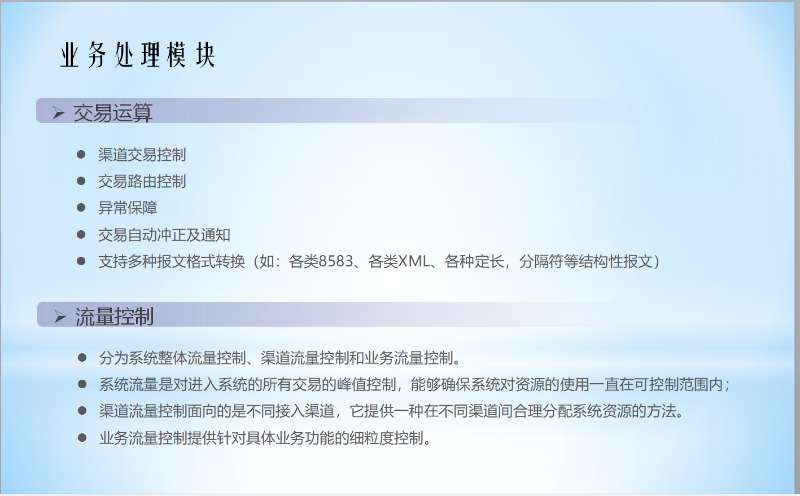 业务处理模块
交易运算
渠道交易控制
交易路由控制
异常保障
交易自动冲正及通知
支持多种报文格式转换（如：各类8583、各类XML、各种定长，分隔符等结构性报文）
流量控制
分为系统整体流量控制、渠道流量控制和业务流量控制。
系统流量是对进入系统的所有交易的峰值控制，能够确保系统对资源的使用一直在可控制范围内；
渠道流量控制面向的是不同接入渠道，它提供一种在不同渠道间合理分配系统资源的方法。
业务流量控制提供针对具体业务功能的细粒度控制。